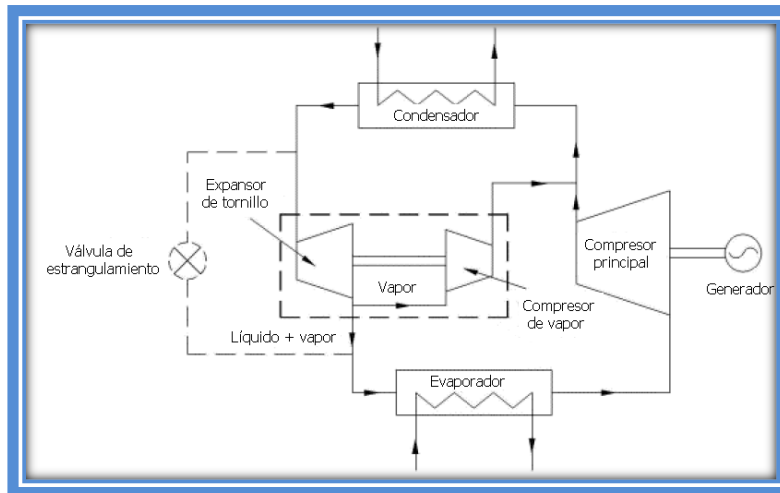 Condensador
Expansor
de tornillo
Válvula de
estrangulamiento
Compresor
principal
Vapor
Generador
Compresor
de vapor
Líquido + vapor
Evaporador